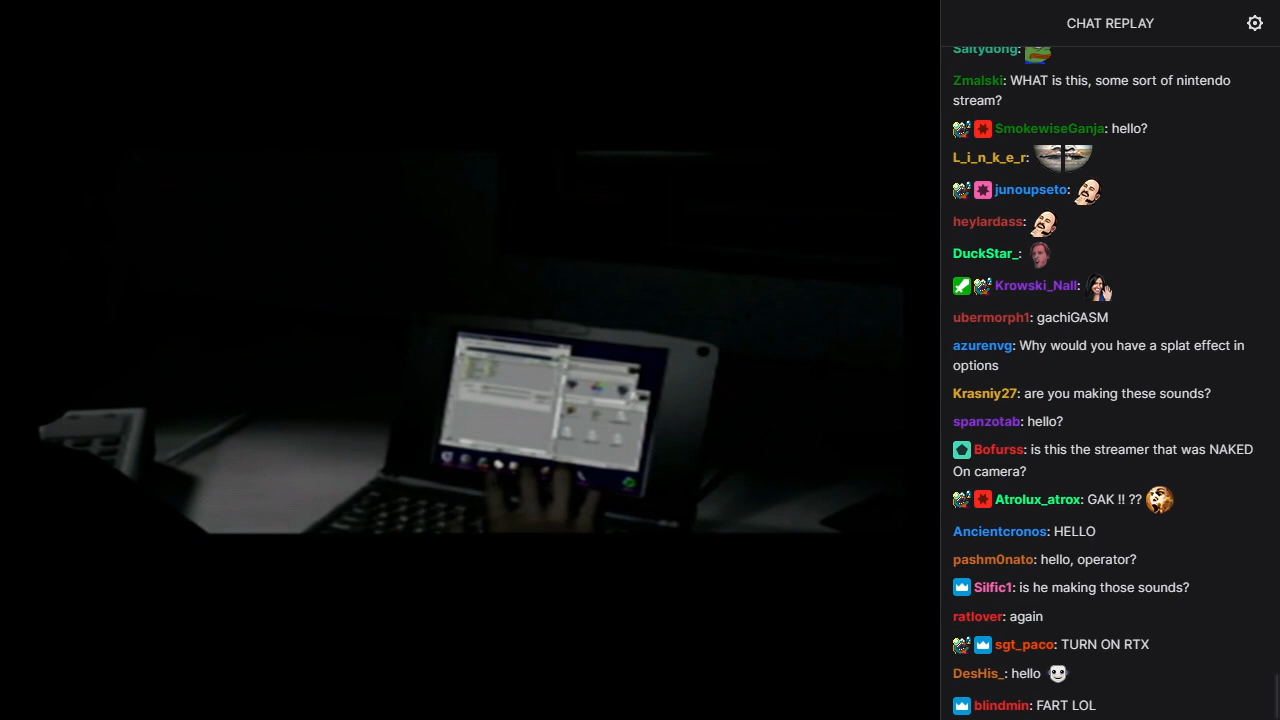 CHAT REPLAY
Saltydong:
Zmalski: WHAT is this, some sort of nintendo
stream?
SmokewiseGanja: hello?
L_i_n_k_e_r:
junoupseto:
heylardass:
DuckStar_:
Krowski_Nall:
ubermorph1: gachiGASM
azurenvg: Why would you have a splat effect in
options
Krasniy27: are you making these sounds?
spanzotab: hello?
Bofurss: is this the streamer that was NAKED
On camera?
Atrolux_atrox: GAK !! ??
Ancientcronos: HELLO
pashm0nato: hello, operator?
Silfic1: is he making those sounds?
ratlover: again
sgt_paco: TURN ON RTX
DesHis_: hello
blindmin: FART LOL